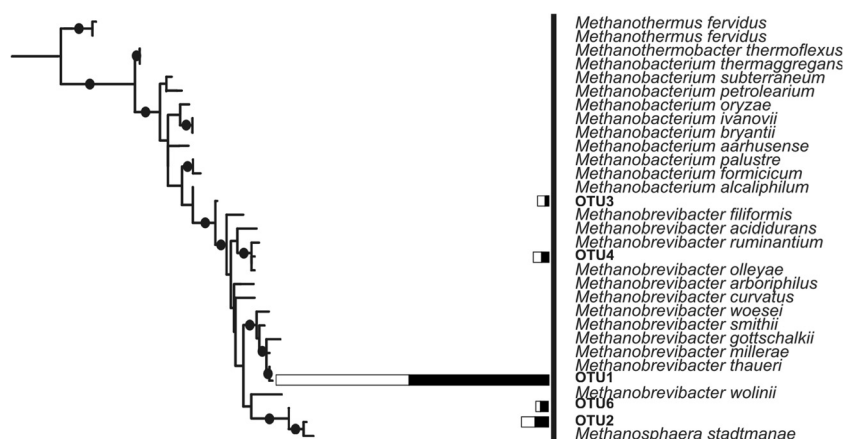 Methanothermus fervidus
Methanothermus fervidus
Methanothermobacter thermoflexus
Methanobacterium thermaggregans
Methanobacterium subterraneum
Methanobacterium petrolearium
Methanobacterium oryzae
Methanobacterium ivanovii
Methanobacterium bryantii
Methanobacterium aarhusense
Methanobacterium palustre
Methanobacterium formicicum
Methanobacterium alcaliphilum
OTU3
Methanobrevibacter filiformis
Methanobrevibacter acididurans
Methanobrevibacter ruminantium
OTU4
Methanobrevibacter olleyae
Methanobrevibacter arboriphilus
Methanobrevibacter curvatus
Methanobrevibacter woesei
Methanobrevibacter smithii
Methanobrevibacter gottschalkii
Methanobrevibacter millerae
Methanobrevibacter thaueri
OTU1
Methanobrevibacter wolinii
OTU6
OTU2
Methanosphaera stadtmanae